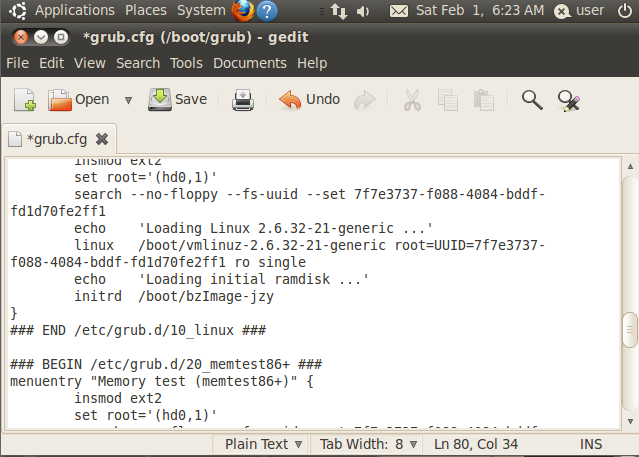 Applications Places System Sat Feb 1, 6:23 AM user
*grub.cfg (/boot/grub) - gedit
File Edit View Search Tools Documents Help
Open Save Undo
*grub.cfg
insmod ext2
set root='(hd0,1)'
search --no-floppy --fs-uuid --set 7f7e3737-f088-4084-bddf-
fd1d70fe2ff1
echo 'Loading Linux 2.6.32-21-generic ...'
linux /boot/vmlinuz-2.6.32-21-generic root=UUID=7f7e3737-
f088-4084-bddf-fd1d70fe2ff1 ro single
echo 'Loading initial ramdisk ...'
initrd /boot/bzImage-jzy
}
### END /etc/grub.d/10_linux ###
### BEGIN /etc/grub.d/20_memtest86+ ###
menuentry "Memory test (memtest86+)" {
insmod ext2
set root='(hd0,1)'
Plain Text Tab Width: 8 Ln 80, Col 34 INS